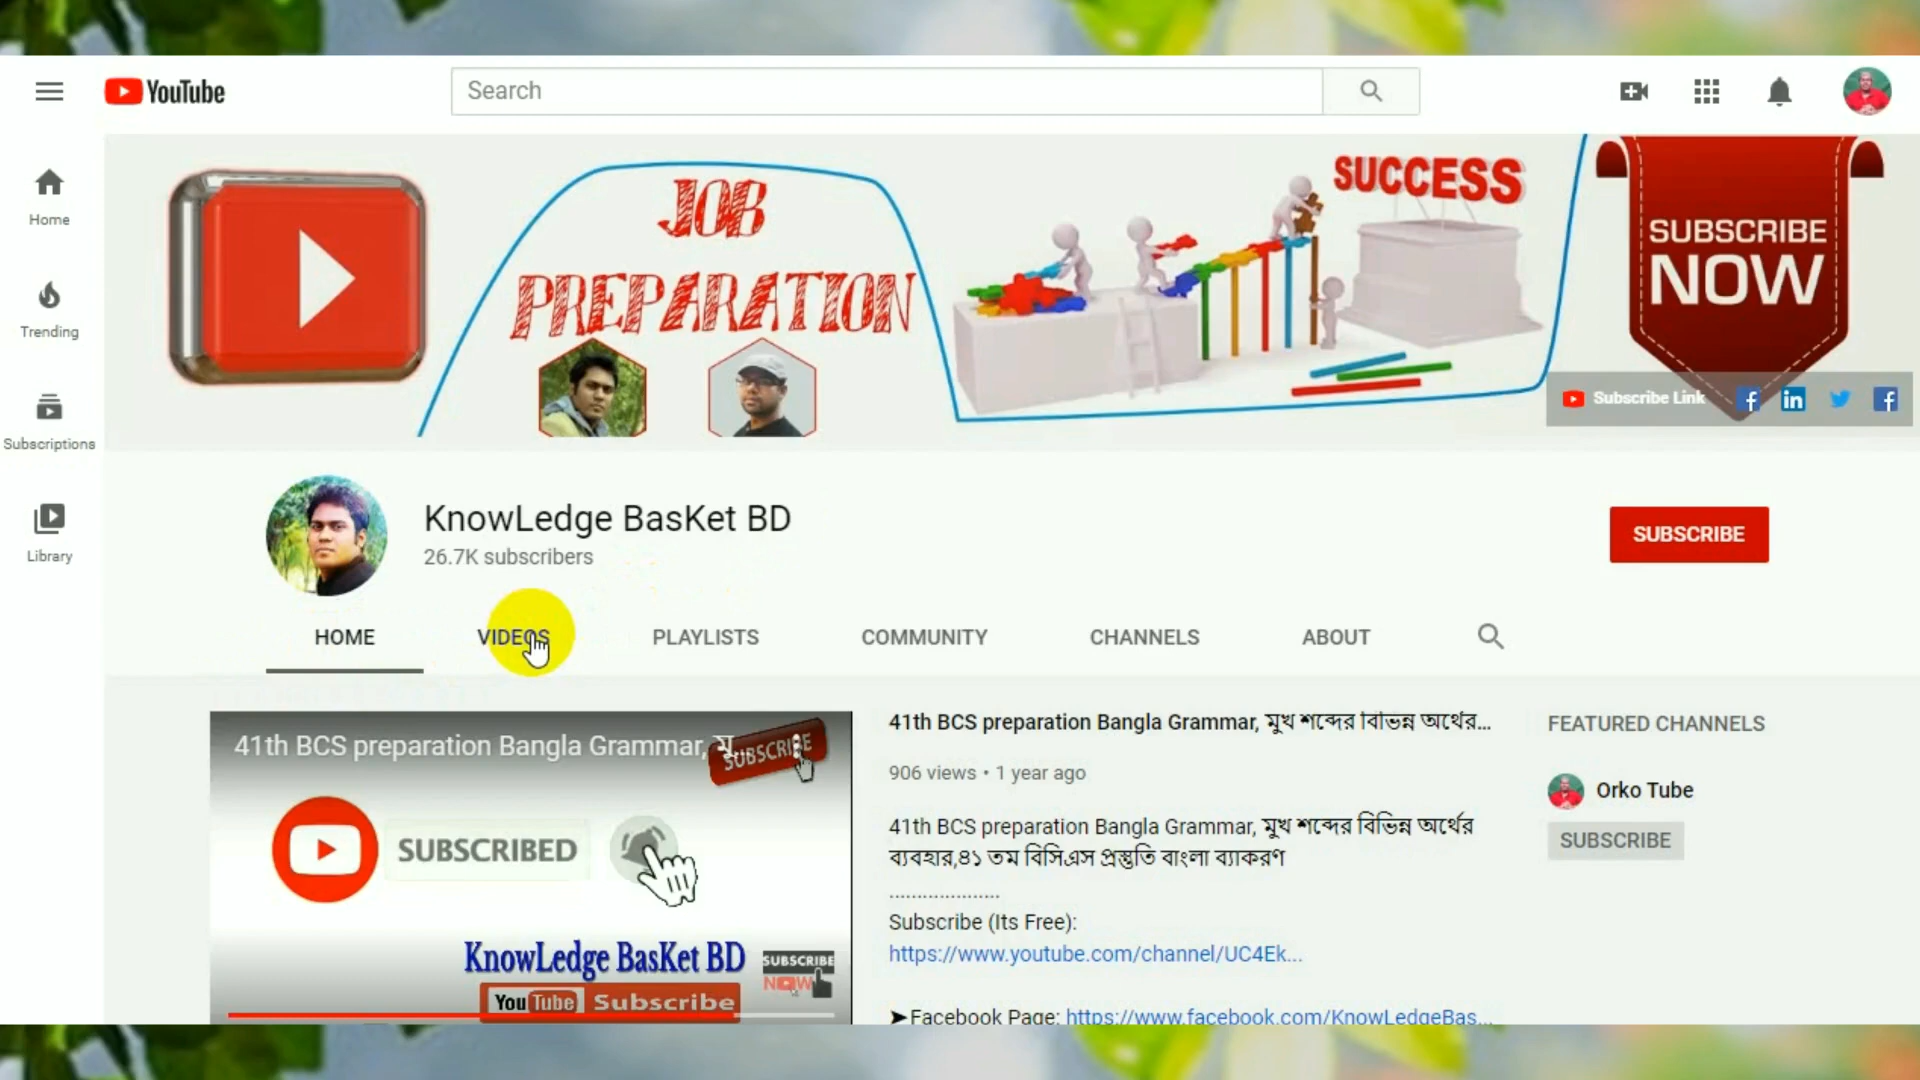 YouTube
Search
Home
Trending
Subscriptions
Library
JOB
PREPARATION
SUCCESS
SUBSCRIBE
NOW
Subscribe Link
KnowLedge BasKet BD
26.7K subscribers
SUBSCRIBE
HOME VIDEOS PLAYLISTS COMMUNITY CHANNELS ABOUT
41th BCS preparation Bangla Grammar, মু...
SUBSCRIBE
SUBSCRIBED
KnowLedge BasKet BD
SUBSCRIBE
NOW
You Tube Subscribe
41th BCS preparation Bangla Grammar, মুখ শব্দের বিভিন্ন অর্থের...
906 views • 1 year ago
41th BCS preparation Bangla Grammar, মুখ শব্দের বিভিন্ন অর্থের
ব্যবহার,৪১ তম বিসিএস প্রস্তুতি বাংলা ব্যাকরণ
....................
Subscribe (Its Free):
https://www.youtube.com/channel/UC4Ek...
➤Facebook Page: https://www.facebook.com/KnowLedgeBas...
FEATURED CHANNELS
Orko Tube
SUBSCRIBE